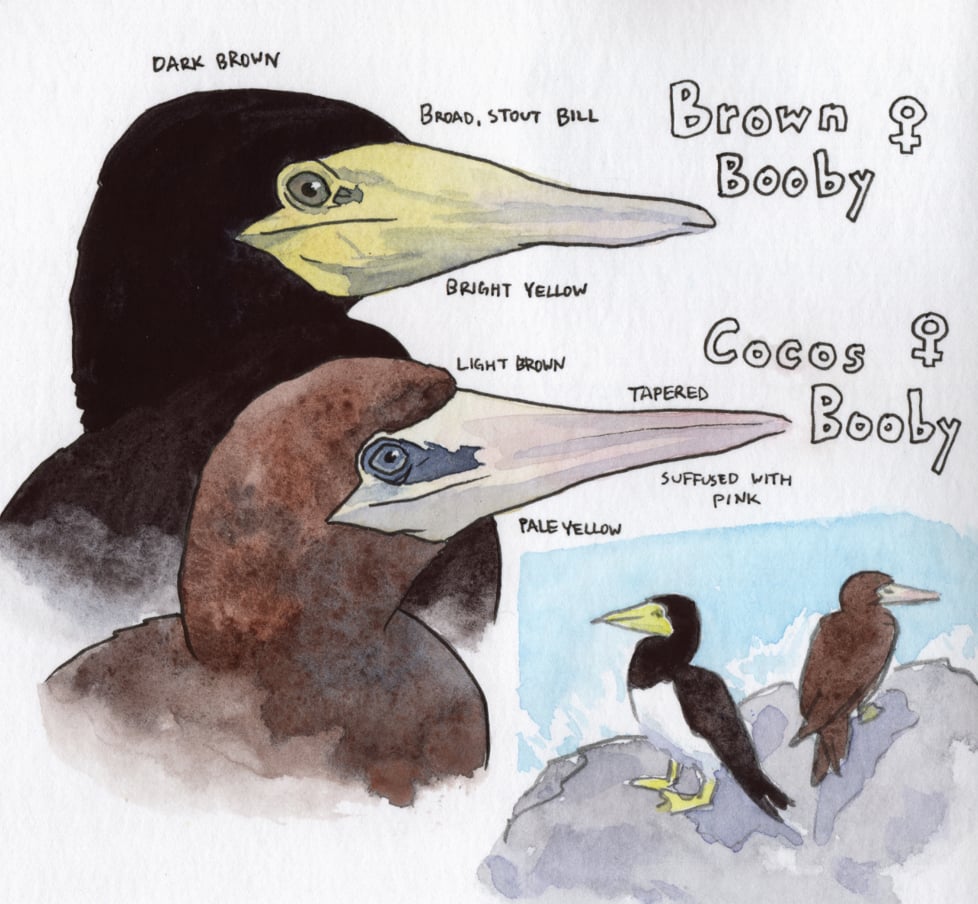 DARK BROWN
BROAD, STOUT BILL
Brown ♀
Booby
BRIGHT YELLOW
Cocos ♀
Booby
LIGHT BROWN
TAPERED
SUFFUSED WITH
PINK
PALE YELLOW